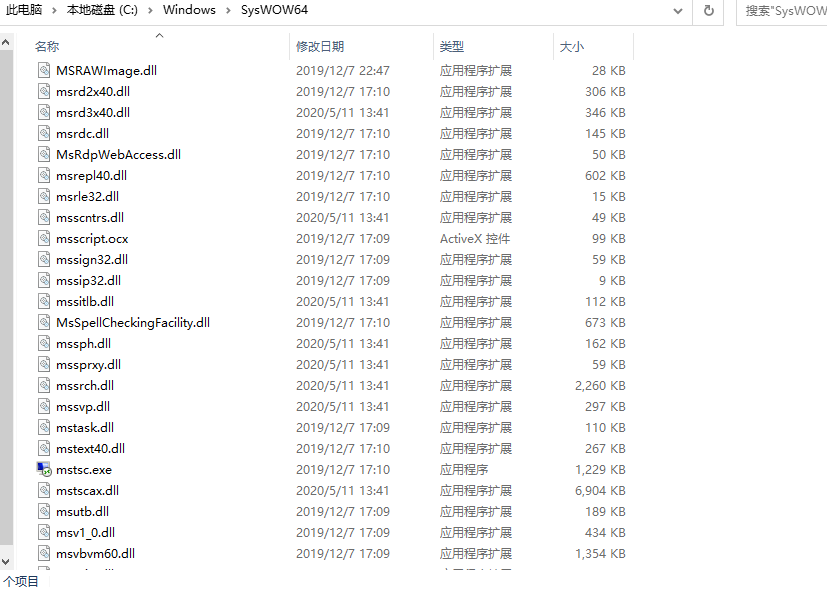 此电脑 › 本地磁盘 (C:) › Windows › SysWOW64 搜索"SysWOW
名称 修改日期 类型 大小
MSRAWImage.dll 2019/12/7 22:47 应用程序扩展 28 KB
msrd2x40.dll 2019/12/7 17:10 应用程序扩展 306 KB
msrd3x40.dll 2020/5/11 13:41 应用程序扩展 346 KB
msrdc.dll 2019/12/7 17:10 应用程序扩展 145 KB
MsRdpWebAccess.dll 2019/12/7 17:10 应用程序扩展 50 KB
msrepl40.dll 2019/12/7 17:10 应用程序扩展 602 KB
msrle32.dll 2019/12/7 17:10 应用程序扩展 15 KB
msscntrs.dll 2020/5/11 13:41 应用程序扩展 49 KB
msscript.ocx 2019/12/7 17:09 ActiveX 控件 99 KB
mssign32.dll 2019/12/7 17:09 应用程序扩展 59 KB
mssip32.dll 2019/12/7 17:09 应用程序扩展 9 KB
mssitlb.dll 2020/5/11 13:41 应用程序扩展 112 KB
MsSpellCheckingFacility.dll 2019/12/7 17:10 应用程序扩展 673 KB
mssph.dll 2020/5/11 13:41 应用程序扩展 162 KB
mssprxy.dll 2020/5/11 13:41 应用程序扩展 59 KB
mssrch.dll 2020/5/11 13:41 应用程序扩展 2,260 KB
mssvp.dll 2020/5/11 13:41 应用程序扩展 297 KB
mstask.dll 2019/12/7 17:09 应用程序扩展 110 KB
mstext40.dll 2019/12/7 17:10 应用程序扩展 267 KB
mstsc.exe 2019/12/7 17:10 应用程序 1,229 KB
mstscax.dll 2020/5/11 13:41 应用程序扩展 6,904 KB
msutb.dll 2019/12/7 17:09 应用程序扩展 189 KB
msv1_0.dll 2019/12/7 17:09 应用程序扩展 434 KB
msvbvm60.dll 2019/12/7 17:09 应用程序扩展 1,354 KB
个项目